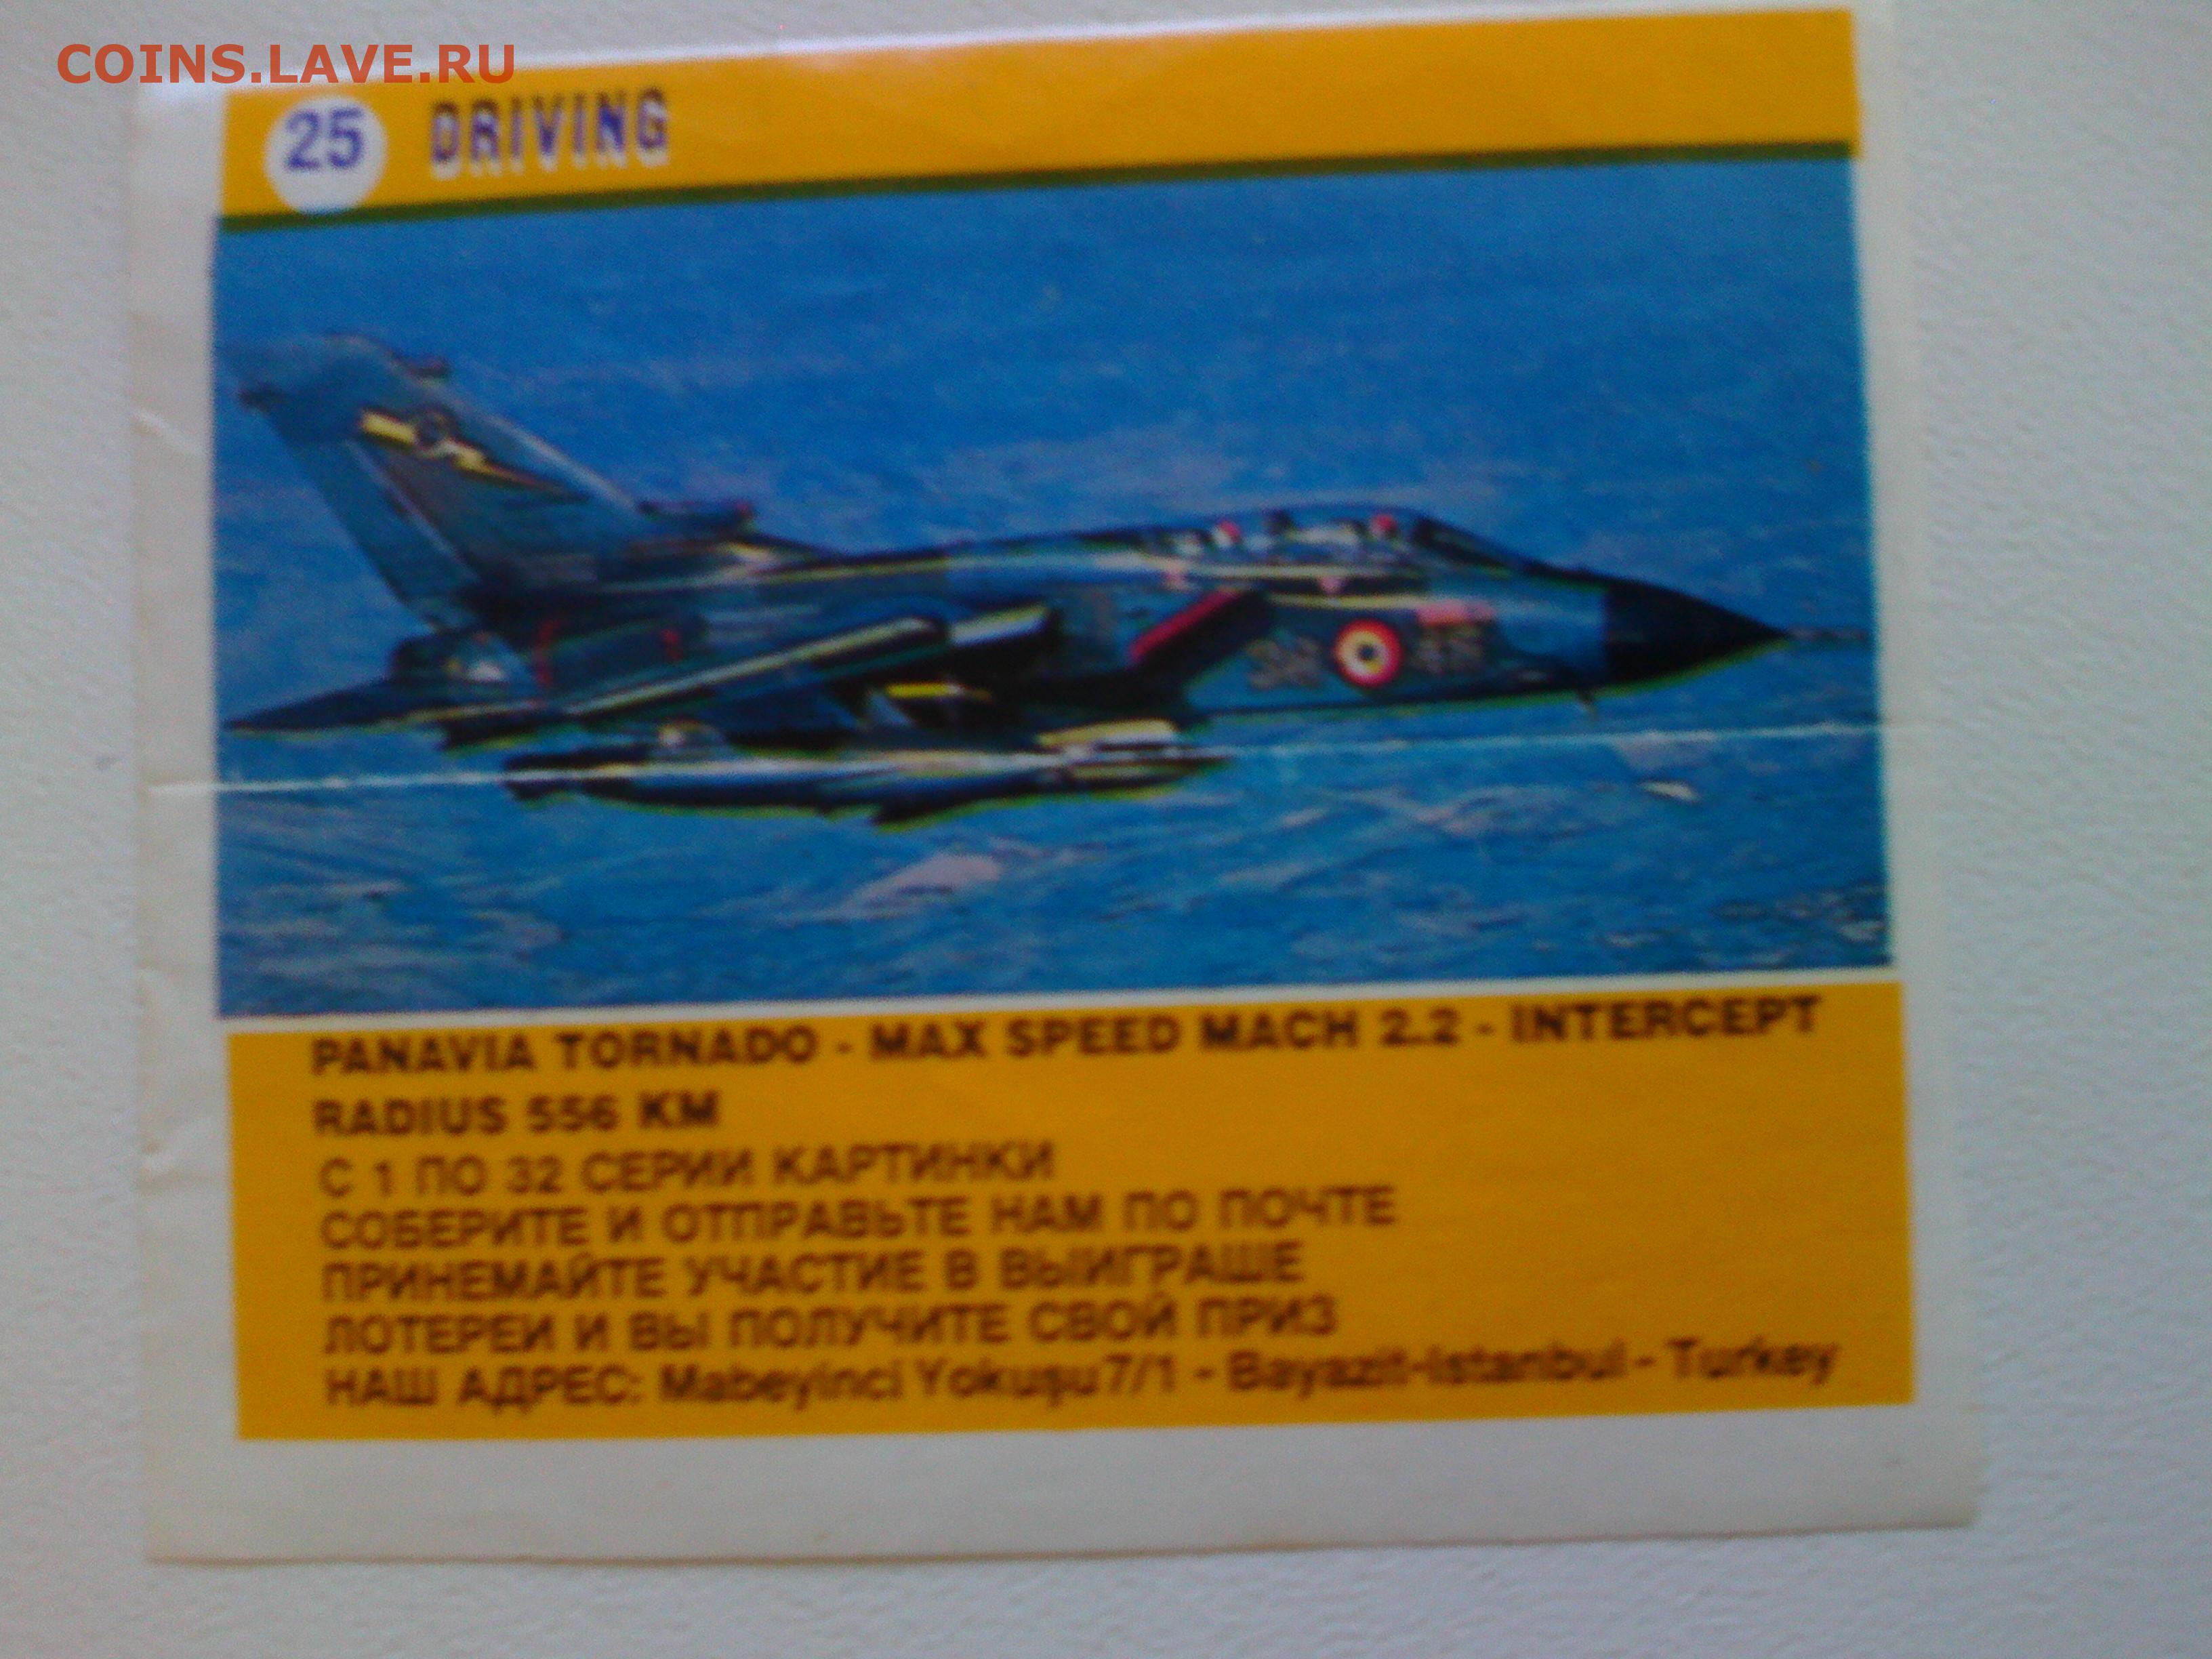 COINS.LAVE.RU
25 DRIVING
PANAVIA TORNADO - MAX SPEED MACH 2.2 - INTERCEPT
RADIUS 556 KM
С 1 ПО 32 СЕРИИ КАРТИНКИ
СОБЕРИТЕ И ОТПРАВЬТЕ НАМ ПО ПОЧТЕ
ПРИНЕМАЙТЕ УЧАСТИЕ В ВЫИГРАШЕ
ЛОТЕРЕИ И ВЫ ПОЛУЧИТЕ СВОЙ ПРИЗ
НАШ АДРЕС: Mabeyinci Yokuşu 7/1 - Bayazit-istanbul - Turkey